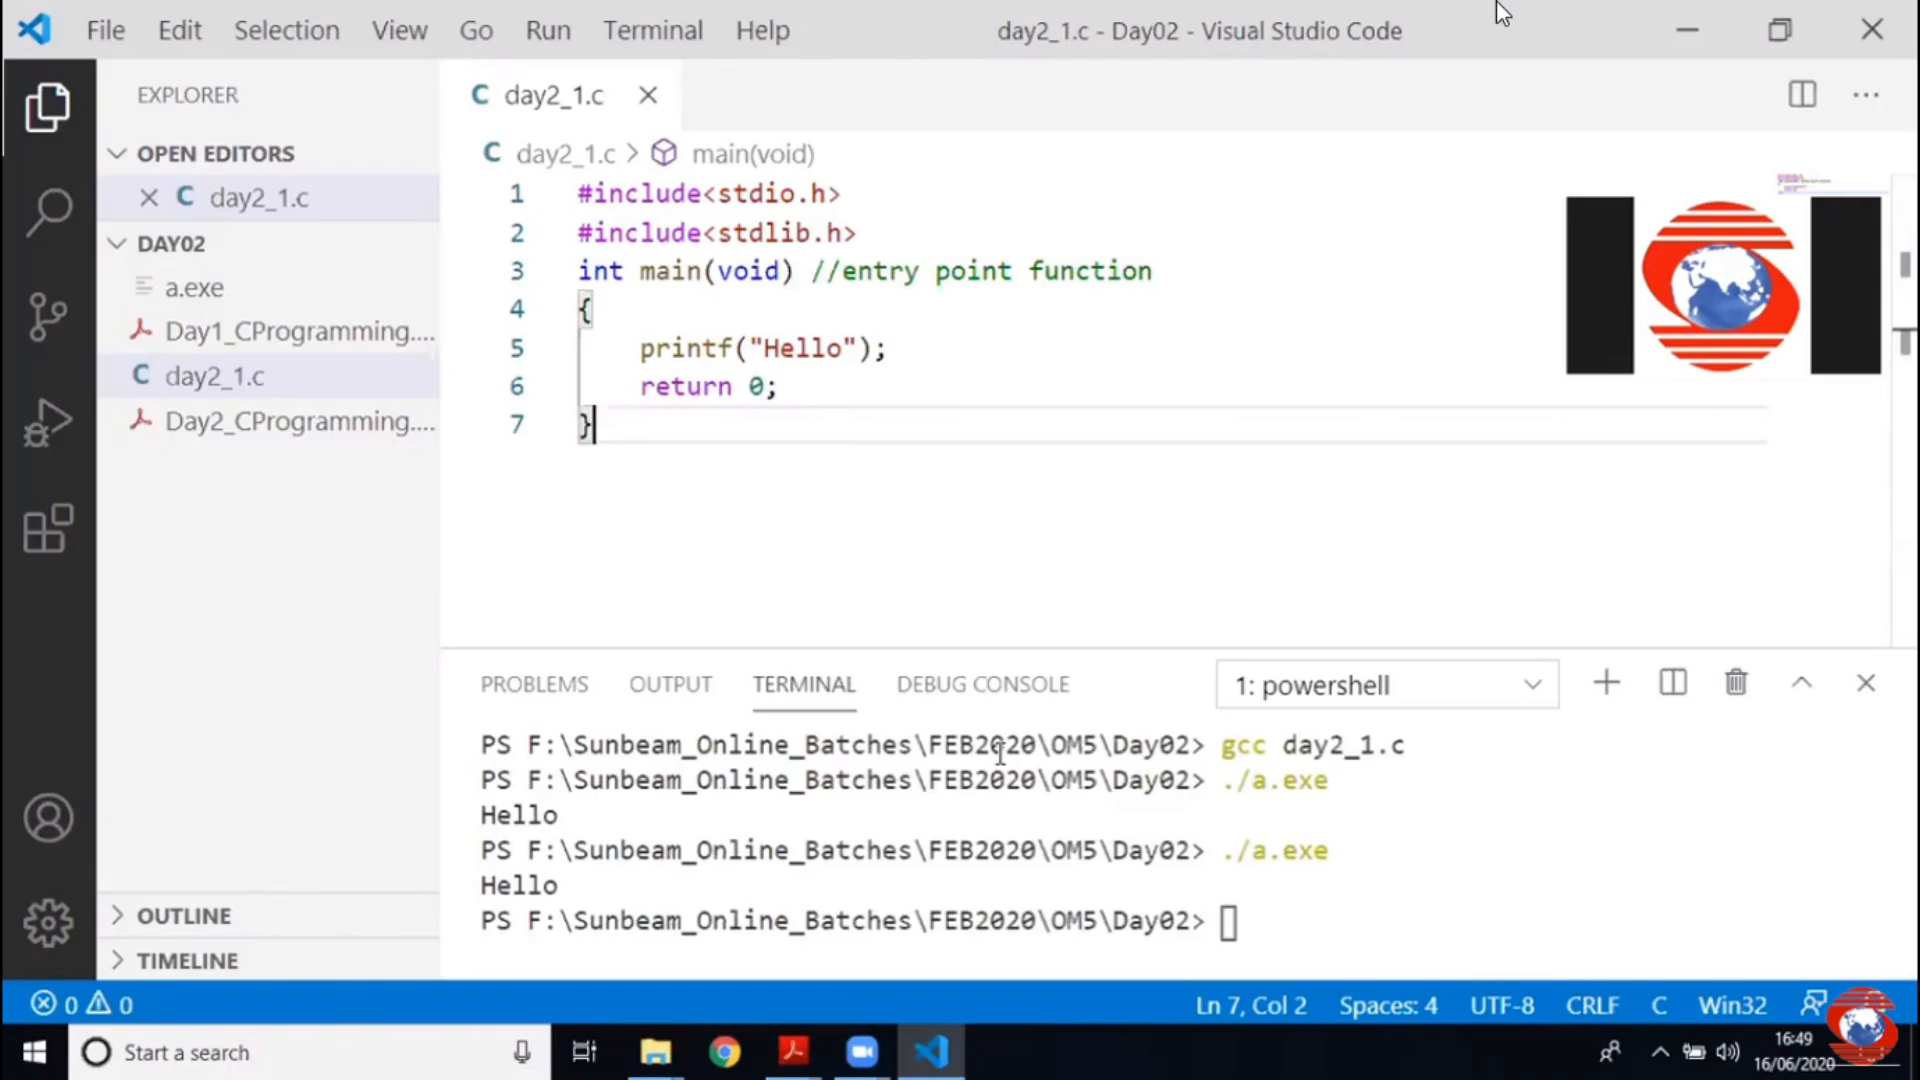 File Edit Selection View Go Run Terminal Help day2_1.c - Day02 - Visual Studio Code
EXPLORER
OPEN EDITORS
day2_1.c
DAY02
a.exe
Day1_CProgramming....
day2_1.c
Day2_CProgramming....
OUTLINE
TIMELINE
day2_1.c
day2_1.c > main(void)
1 #include<stdio.h>
2 #include<stdlib.h>
3 int main(void) //entry point function
4 {
5 printf("Hello");
6 return 0;
7 }
PROBLEMS OUTPUT TERMINAL DEBUG CONSOLE 1: powershell
PS F:\Sunbeam_Online_Batches\FEB2020\OM5\Day02> gcc day2_1.c
PS F:\Sunbeam_Online_Batches\FEB2020\OM5\Day02> ./a.exe
Hello
PS F:\Sunbeam_Online_Batches\FEB2020\OM5\Day02> ./a.exe
Hello
PS F:\Sunbeam_Online_Batches\FEB2020\OM5\Day02>
0 0 Ln 7, Col 2 Spaces: 4 UTF-8 CRLF C Win32
Start a search
16:49
16/06/2020